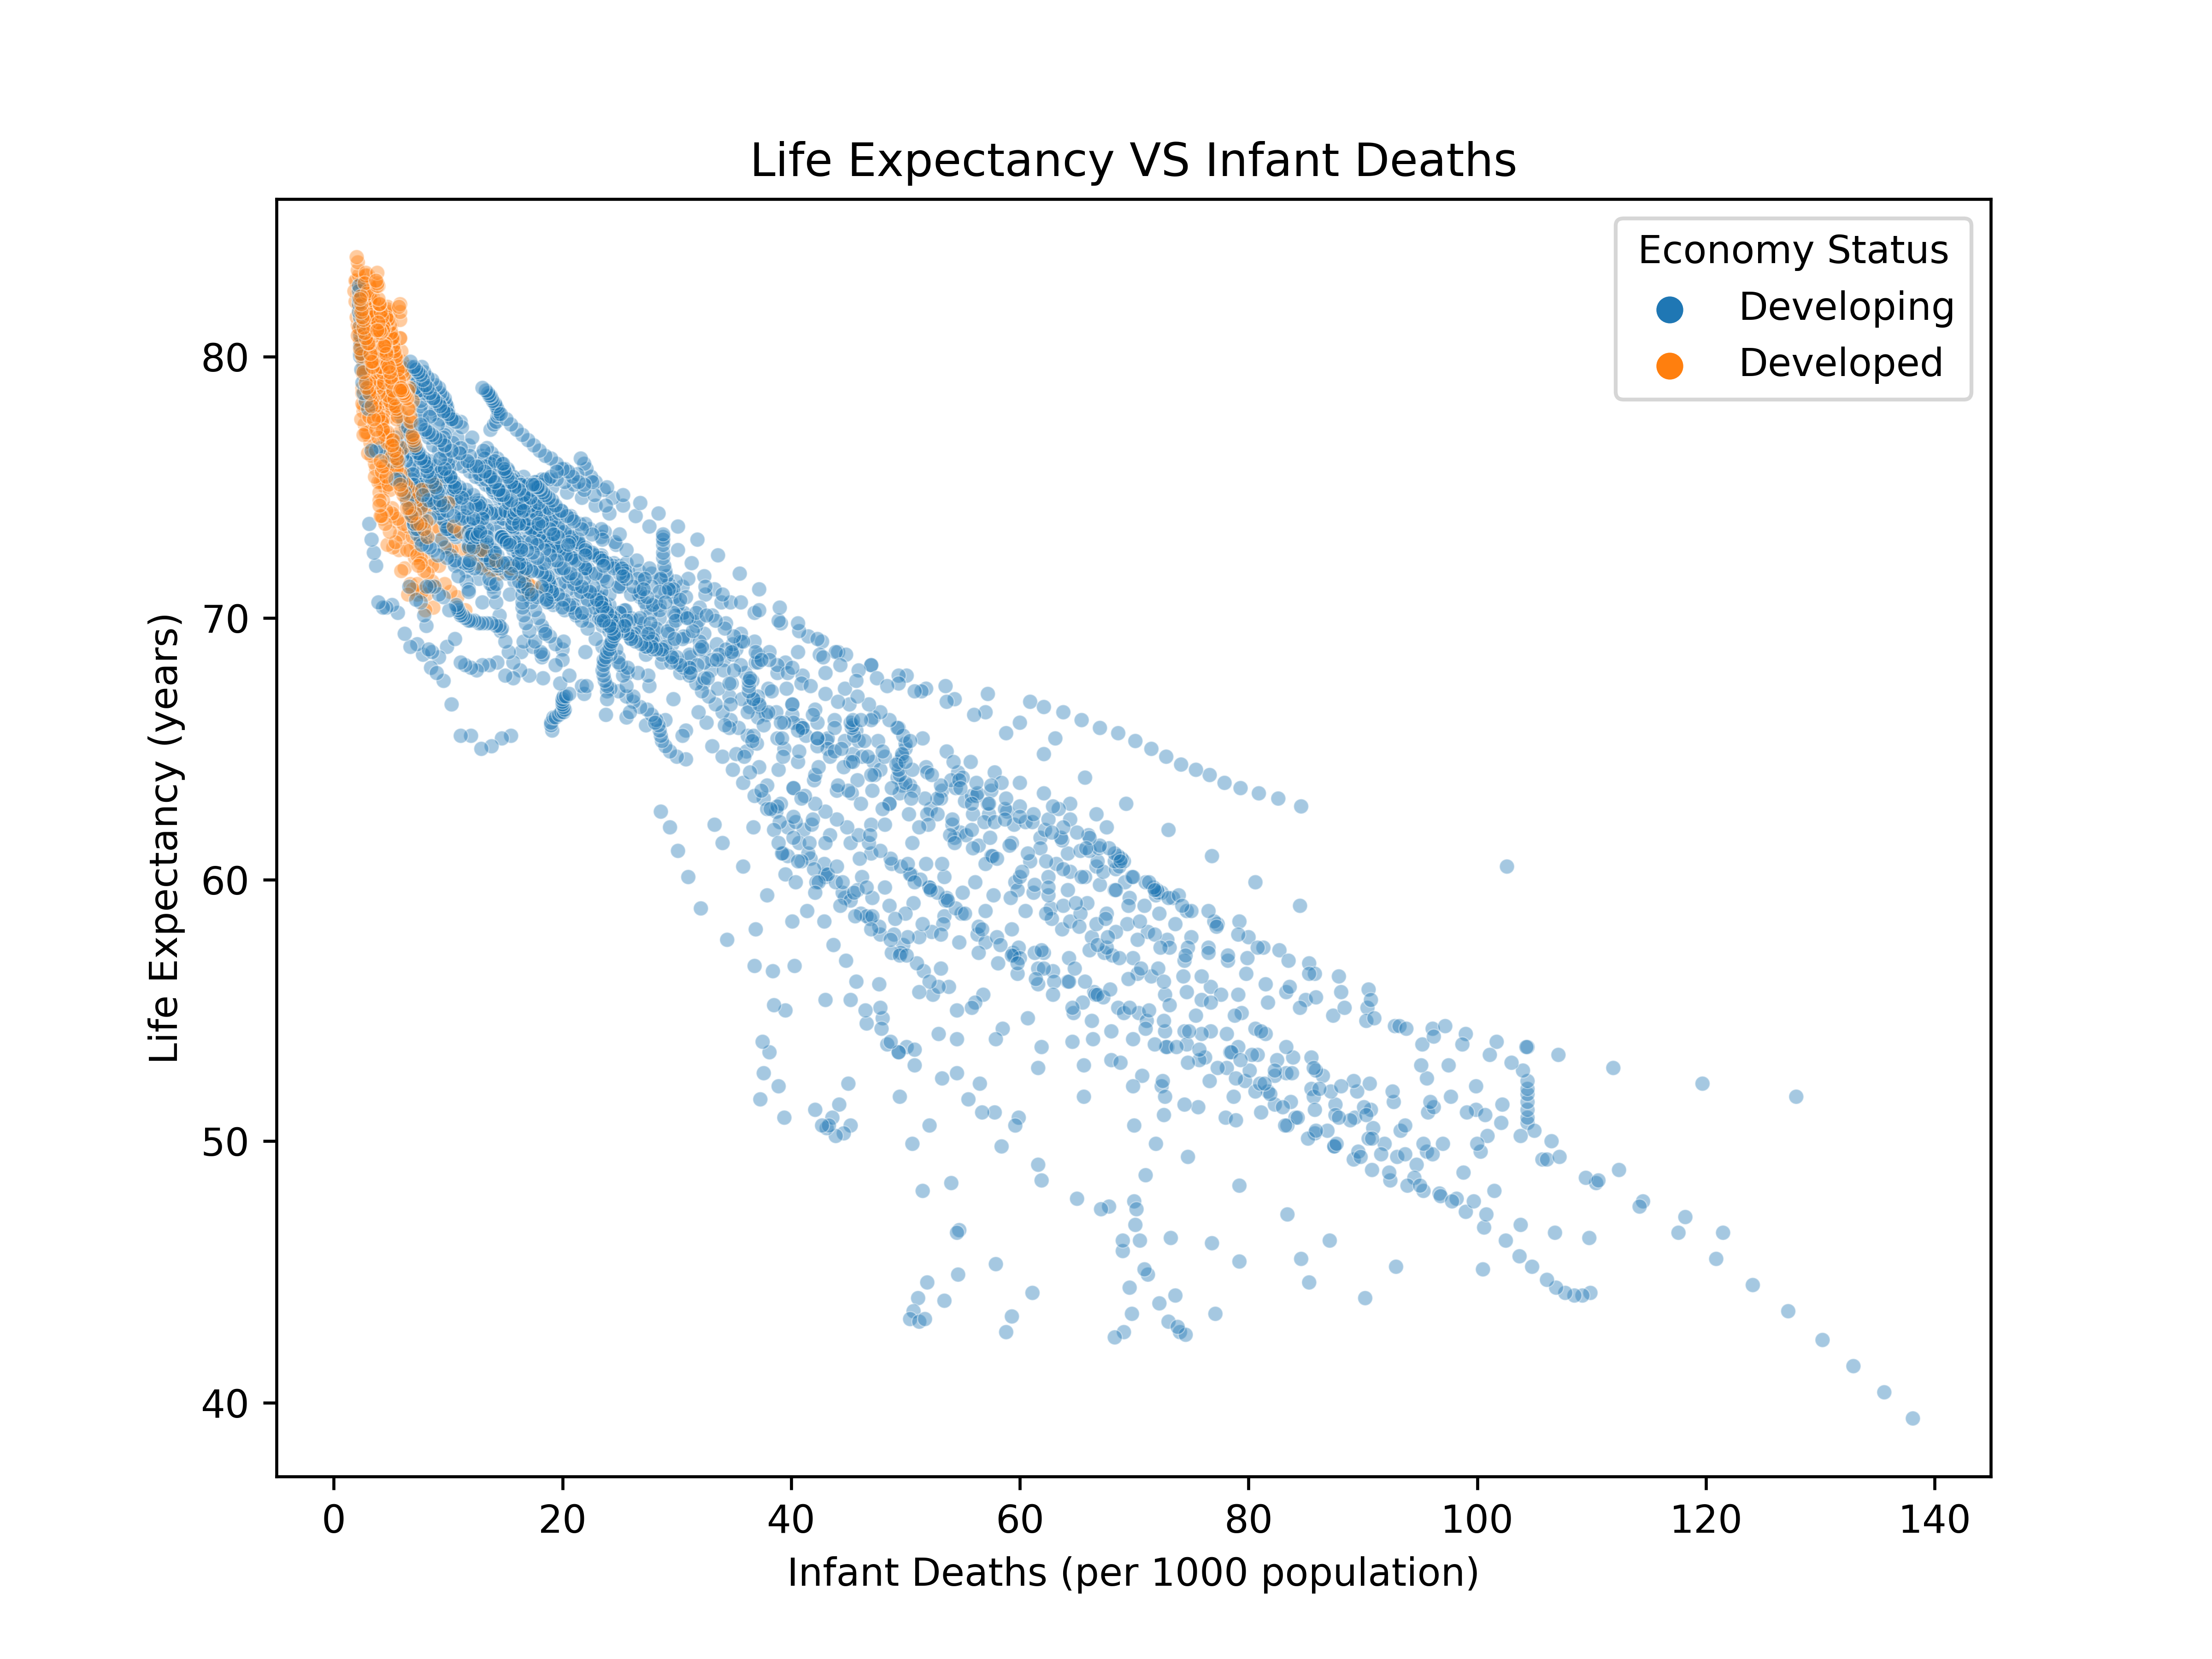 Life Expectancy VS Infant Deaths
Economy Status
Developing
Developed
Life Expectancy (years)
80
70
60
50
40
0 20 40 60 80 100 120 140
Infant Deaths (per 1000 population)